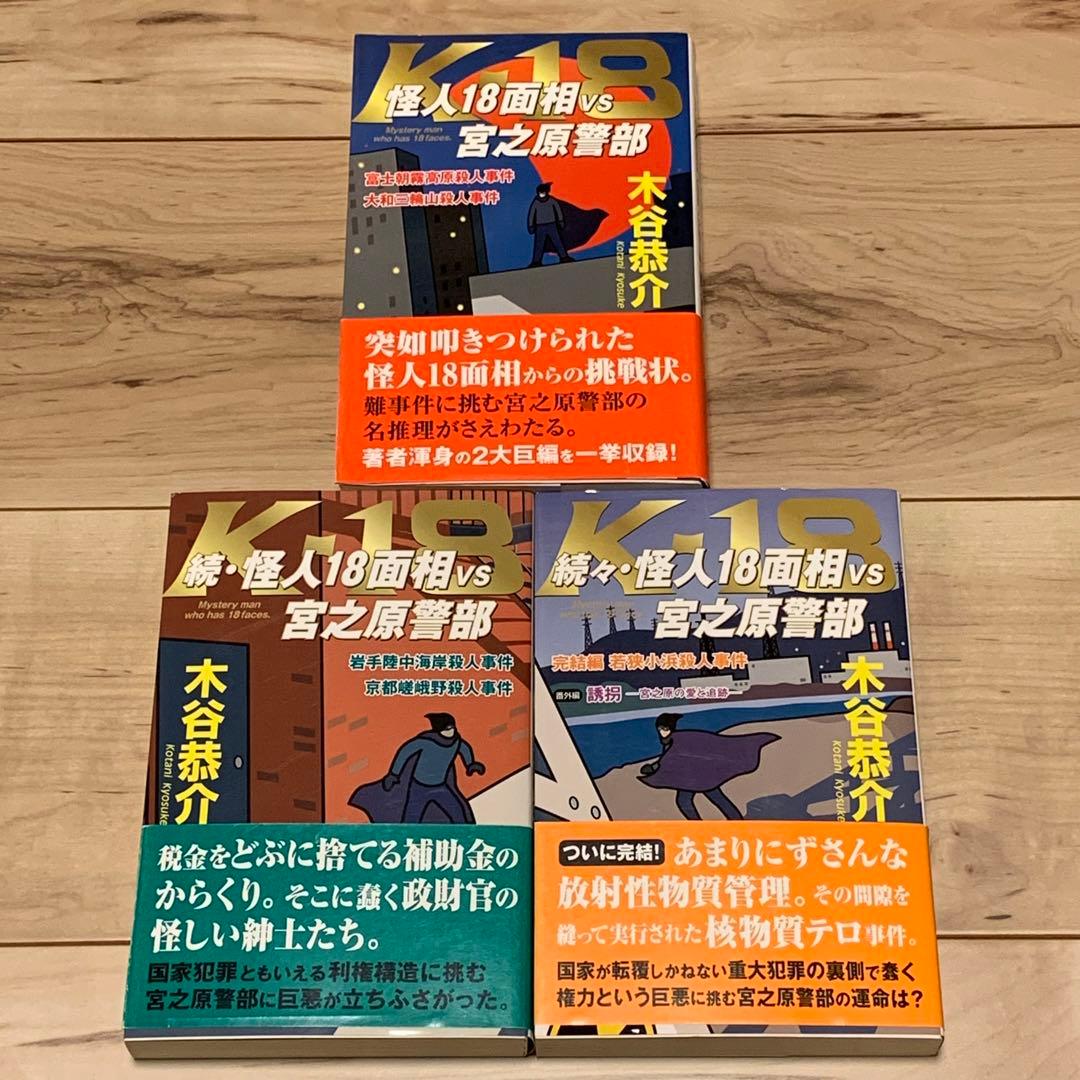 K・18
怪人18面相VS
Mystery man
who has 18 faces.
宮之原警部
富士朝霧高原殺人事件
大和三輪山殺人事件
木谷恭介
Kotani Kyosuke
突如叩きつけられた
怪人18面相からの挑戦状。
難事件に挑む宮之原警部の
名推理がさえわたる。
著者渾身の2大巨編を一挙収録!
K・18
続・怪人18面相VS
Mystery man
who has 18 faces.
宮之原警部
岩手陸中海岸殺人事件
京都嵯峨野殺人事件
木谷恭介
Kotani Kyosuke
税金をどぶに捨てる補助金の
からくり。そこに蠢く政財官の
怪しい紳士たち。
国家犯罪ともいえる利権構造に挑む
宮之原警部に巨悪が立ちふさがった。
K・18
続々・怪人18面相VS
宮之原警部
完結編 若狭小浜殺人事件
番外編 誘拐―宮之原の愛と追跡―
木谷恭介
Kotani Kyosuke
ついに完結! あまりにずさんな
放射性物質管理。その間隙を
縫って実行された核物質テロ事件。
国家が転覆しかねない重大犯罪の裏側で蠢く
権力という巨悪に挑む宮之原警部の運命は?